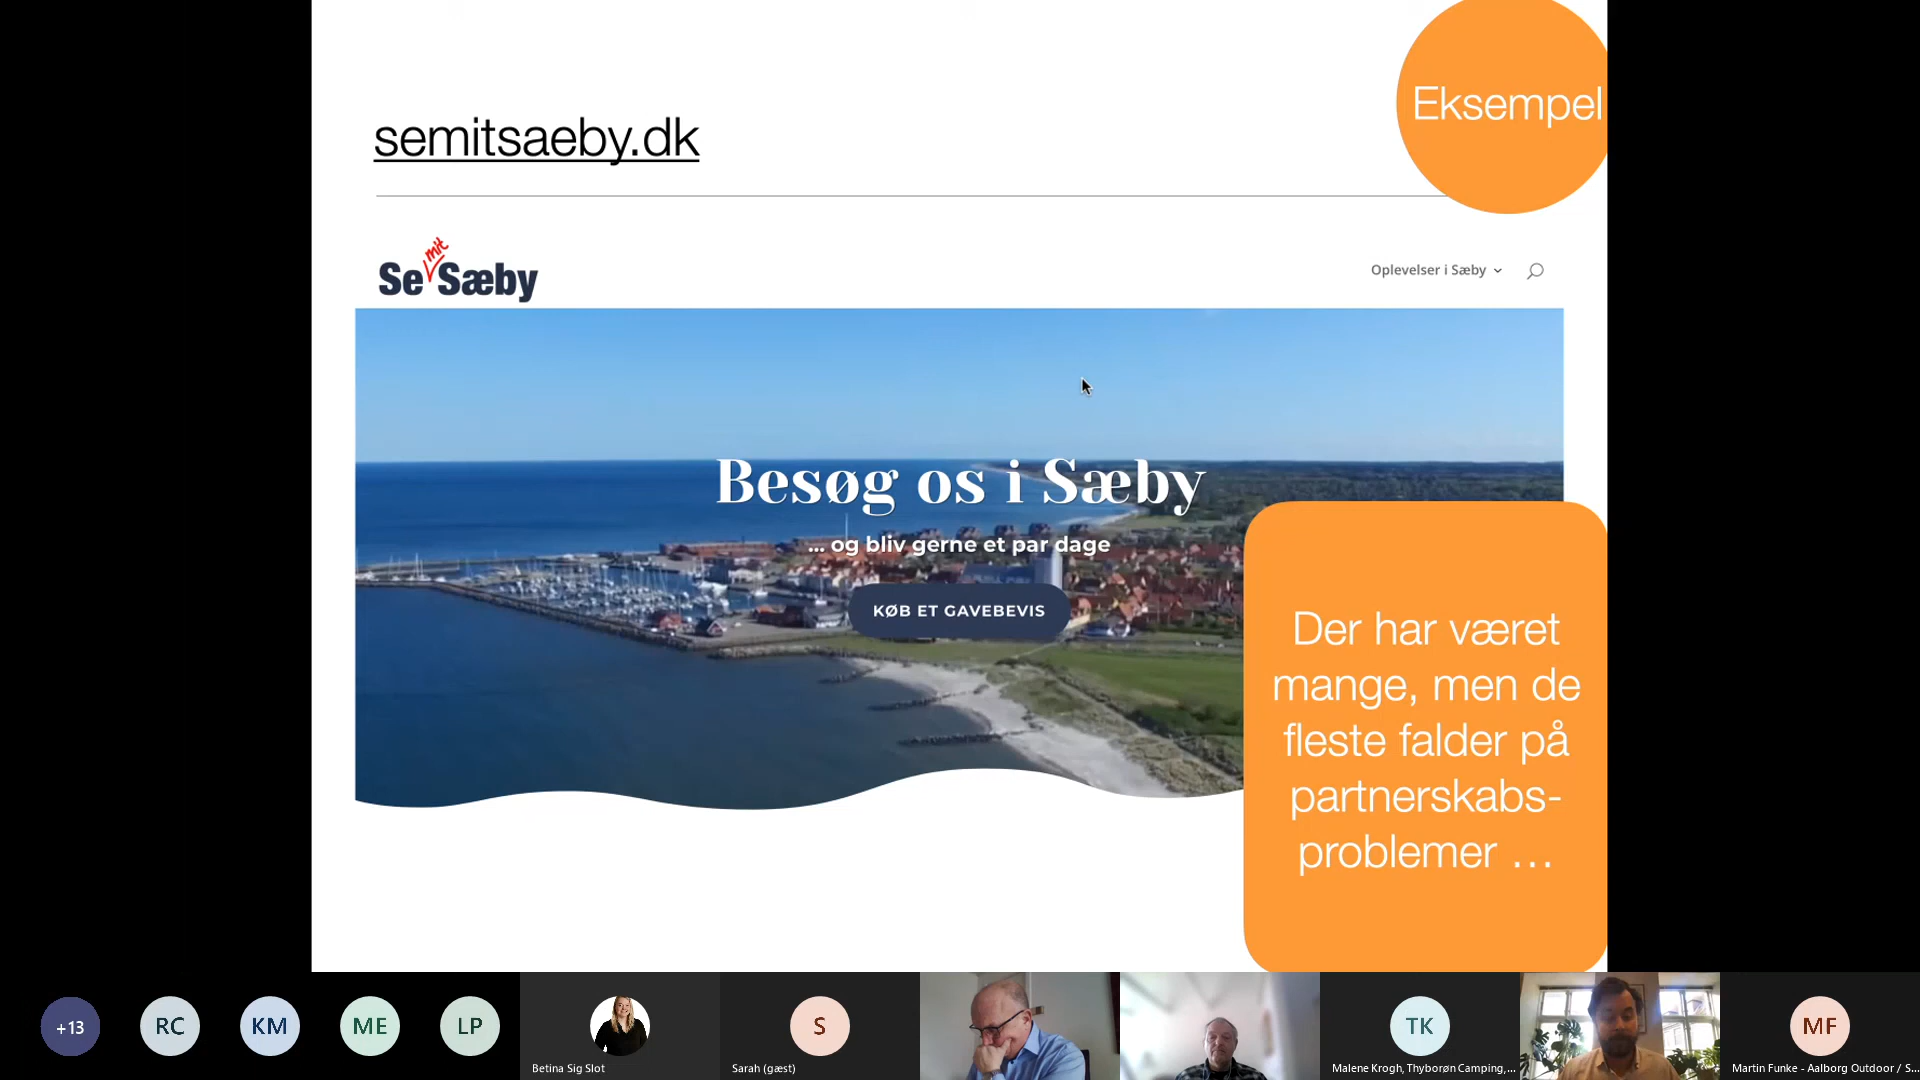 Eksempel
semitsaeby.dk
Se mit Sæby
Oplevelser i Sæby
Besøg os i Sæby
... og bliv gerne et par dage
KØB ET GAVEBEVIS
Der har været
mange, men de
fleste falder på
partnerskabs-
problemer ...
+13
RC
KM
ME
LP
Betina Sig Slot
S
Sarah (gæst)
TK
Malene Krogh, Thyborøn Camping,...
MF
Martin Funke - Aalborg Outdoor / S...